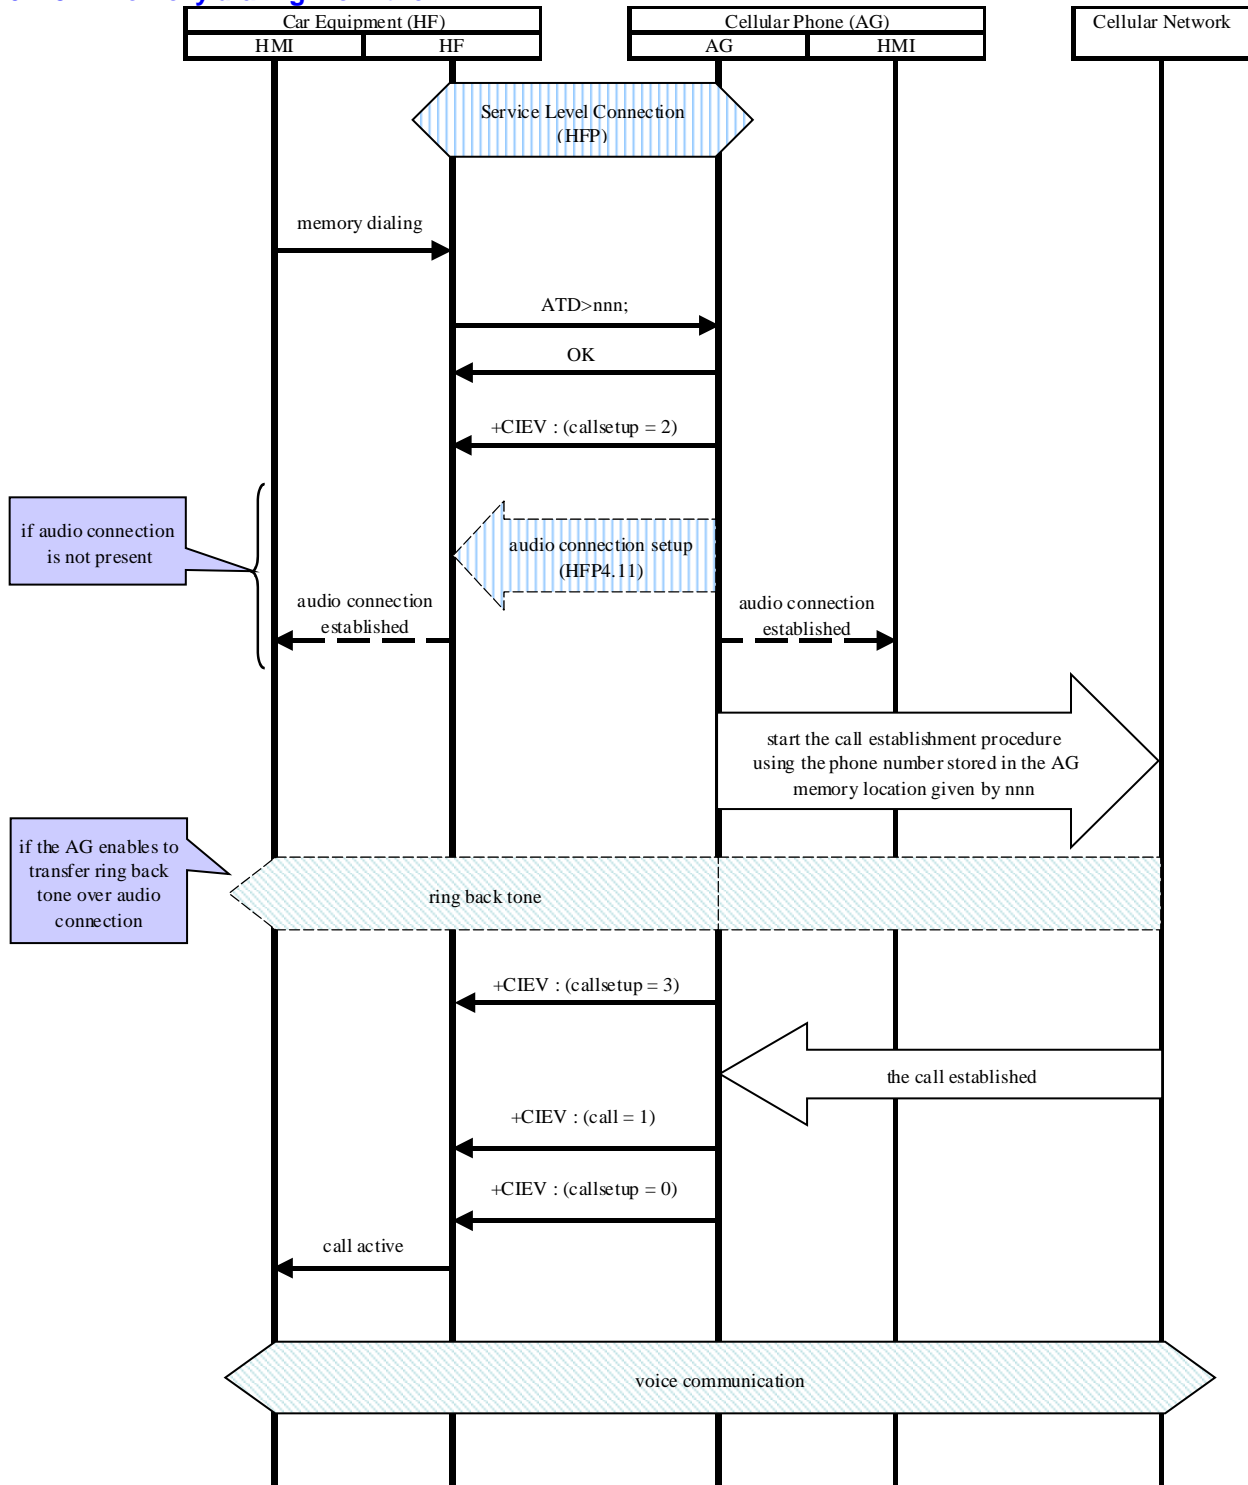 Car Equipment (HF)
Cellular Phone (AG)
Cellular Network
HMI
HF
AG
HMI
Service Level Connection
(HFP)
memory dialing
ATD>nnn;
OK
+CIEV : (callsetup = 2)
if audio connection
is not present
audio connection setup
(HFP4.11)
audio connection
established
audio connection
established
start the call establishment procedure
using the phone number stored in the AG
memory location given by nnn
if the AG enables to
transfer ring back
tone over audio
connection
ring back tone
+CIEV : (callsetup = 3)
the call established
+CIEV : (call = 1)
+CIEV : (callsetup = 0)
call active
voice communication